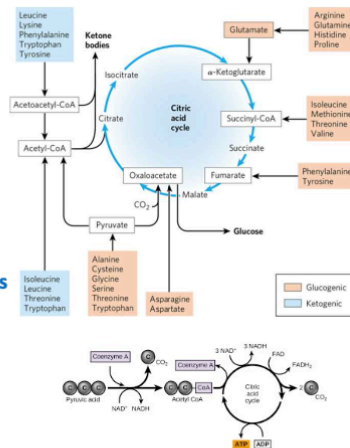 Leucine
Lysine
Phenylalanine
Tryptophan
Tyrosine
Ketone
bodies
Glutamate
Arginine
Glutamine
Histidine
Proline
Isocitrate
α-Ketoglutarate
Acetoacetyl-CoA
Citrate
Citric
acid
cycle
Succinyl-CoA
Isoleucine
Methionine
Threonine
Valine
Acetyl-CoA
Succinate
Oxaloacetate
Fumarate
Phenylalanine
Tyrosine
Malate
CO₂
Pyruvate
Glucose
s
Isoleucine
Leucine
Threonine
Tryptophan
Alanine
Cysteine
Glycine
Serine
Threonine
Tryptophan
Asparagine
Aspartate
Glucogenic
Ketogenic
Coenzyme A
C CO₂
Coenzyme A
3 NAD⁺
3 NADH
FAD
FADH₂
C C C
Pyruvic acid
NAD⁺ NADH
C C CoA
Acetyl CoA
Citric
acid
cycle
2 C
CO₂
ATP ADP